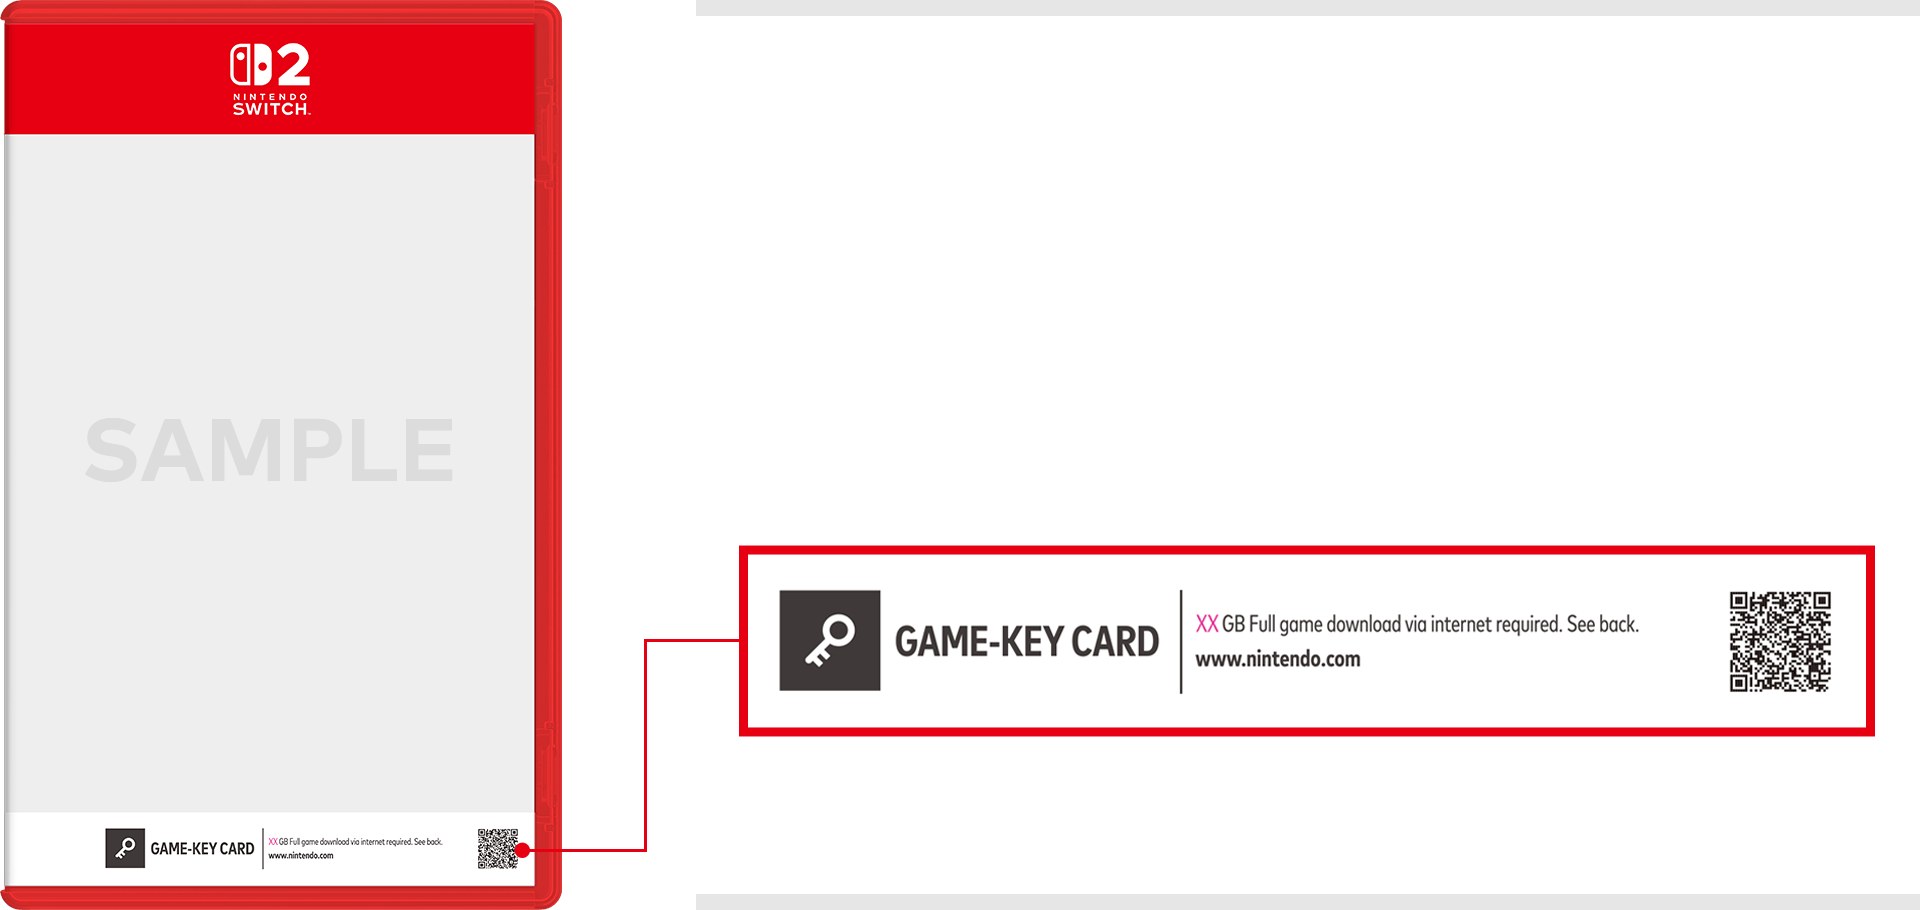 2
NINTENDO
SWITCH™
SAMPLE
GAME-KEY CARD
XX GB Full game download via internet required. See back.
www.nintendo.com
GAME-KEY CARD
XX GB Full game download via internet required. See back.
www.nintendo.com